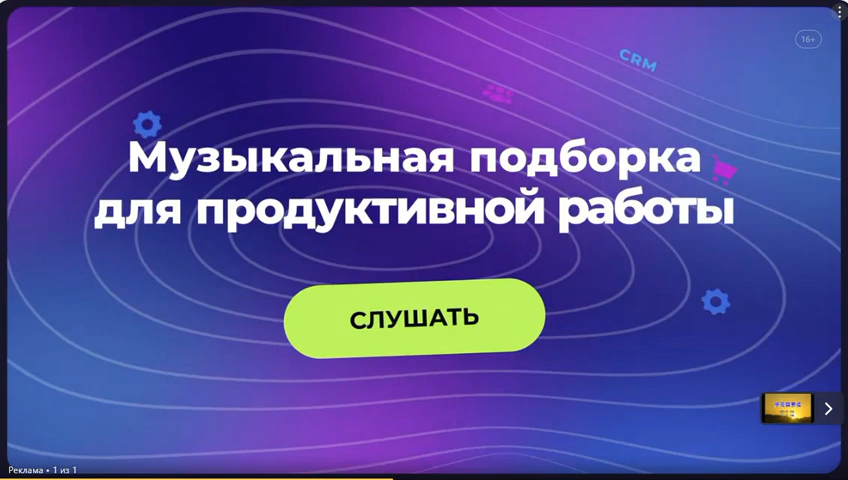 16+
CRM
Музыкальная подборка
для продуктивной работы
СЛУШАТЬ
Реклама • 1 из 1